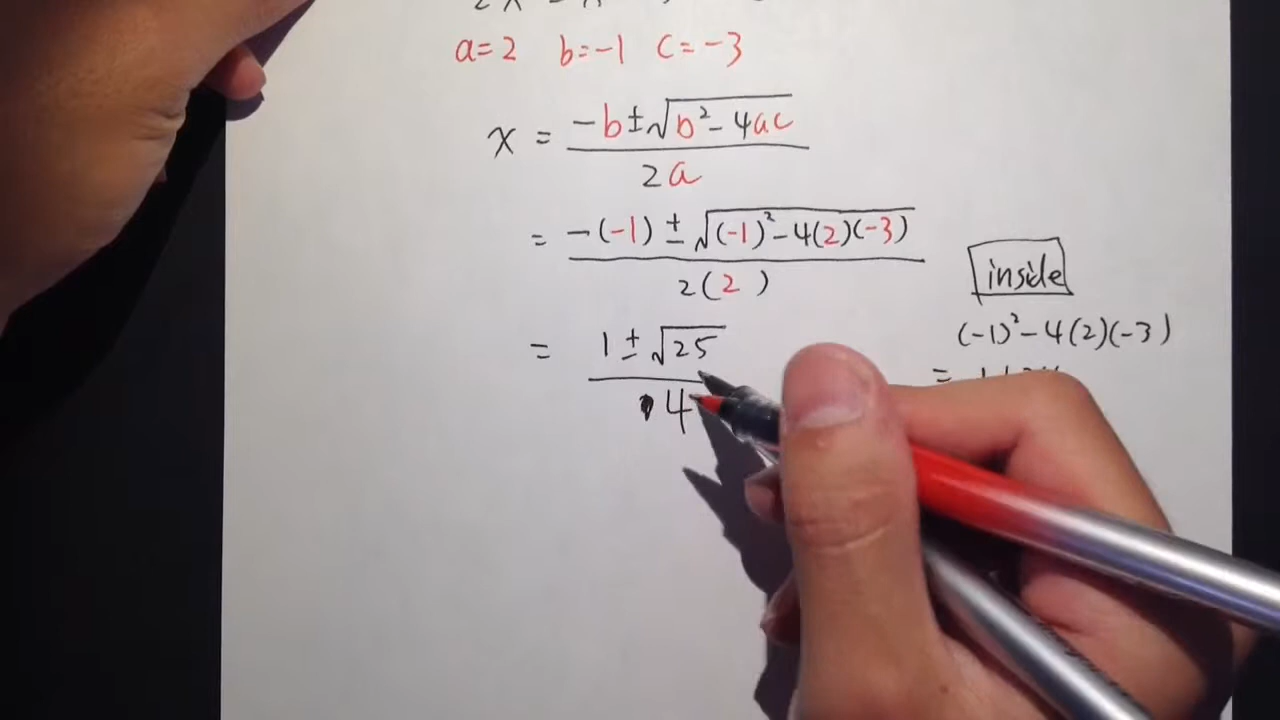 a=2 b=-1 c=-3
x = (-b±√(b²-4ac))/(2a)
= (-(-1)±√((-1)²-4(2)(-3)))/(2(2))
inside
(-1)²-4(2)(-3)
= (1±√25)/4
=